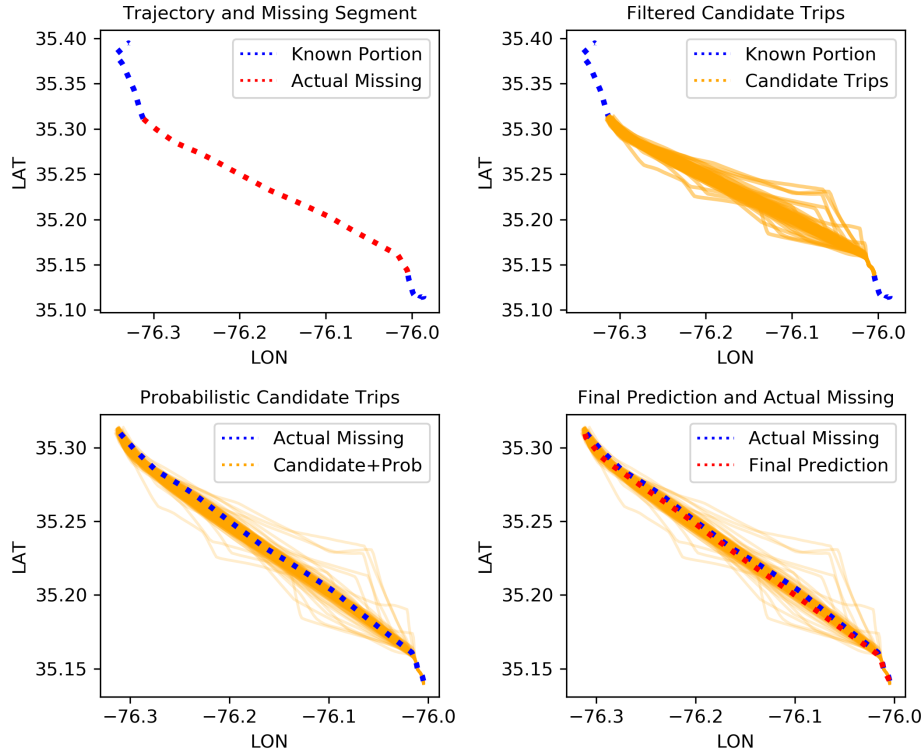 Trajectory and Missing Segment
Known Portion
Actual Missing
LAT
35.40
35.35
35.30
35.25
35.20
35.15
35.10
−76.3 −76.2 −76.1 −76.0
LON
Filtered Candidate Trips
Known Portion
Candidate Trips
LAT
35.40
35.35
35.30
35.25
35.20
35.15
35.10
−76.3 −76.2 −76.1 −76.0
LON
Probabilistic Candidate Trips
Actual Missing
Candidate+Prob
LAT
35.30
35.25
35.20
35.15
−76.3 −76.2 −76.1 −76.0
LON
Final Prediction and Actual Missing
Actual Missing
Final Prediction
LAT
35.30
35.25
35.20
35.15
−76.3 −76.2 −76.1 −76.0
LON